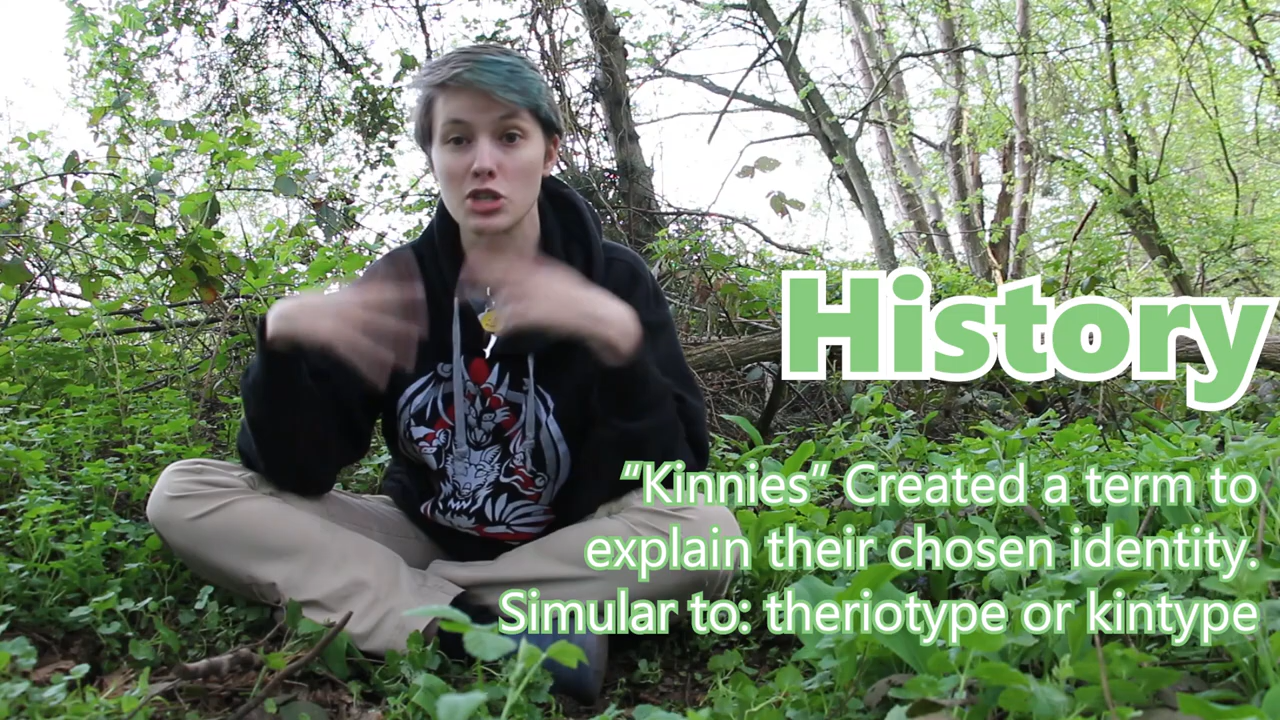 History
“Kinnies” Created a term to
explain their chosen identity.
Simular to: theriotype or kintype